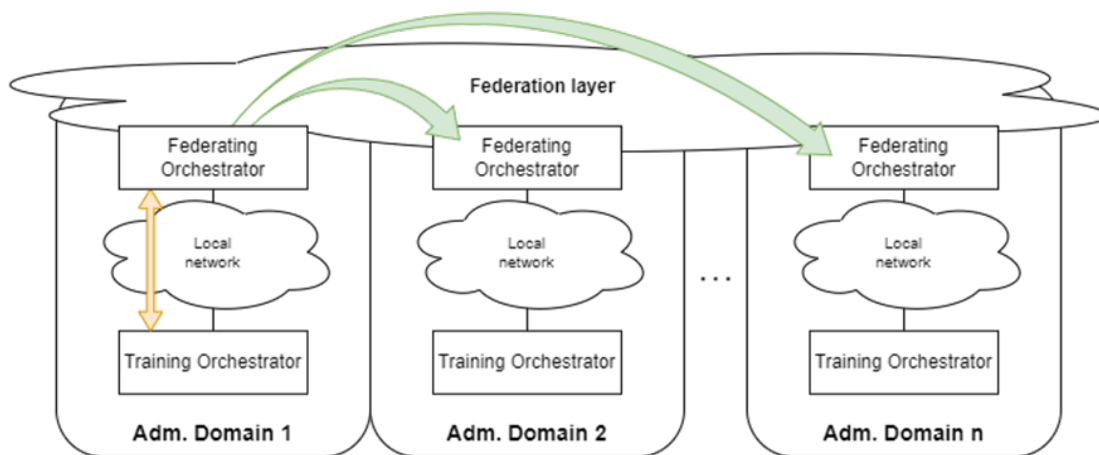 Federation layer
Federating
Orchestrator
Federating
Orchestrator
Federating
Orchestrator
Local
network
Local
network
Local
network
...
Training Orchestrator
Training Orchestrator
Training Orchestrator
Adm. Domain 1
Adm. Domain 2
Adm. Domain n